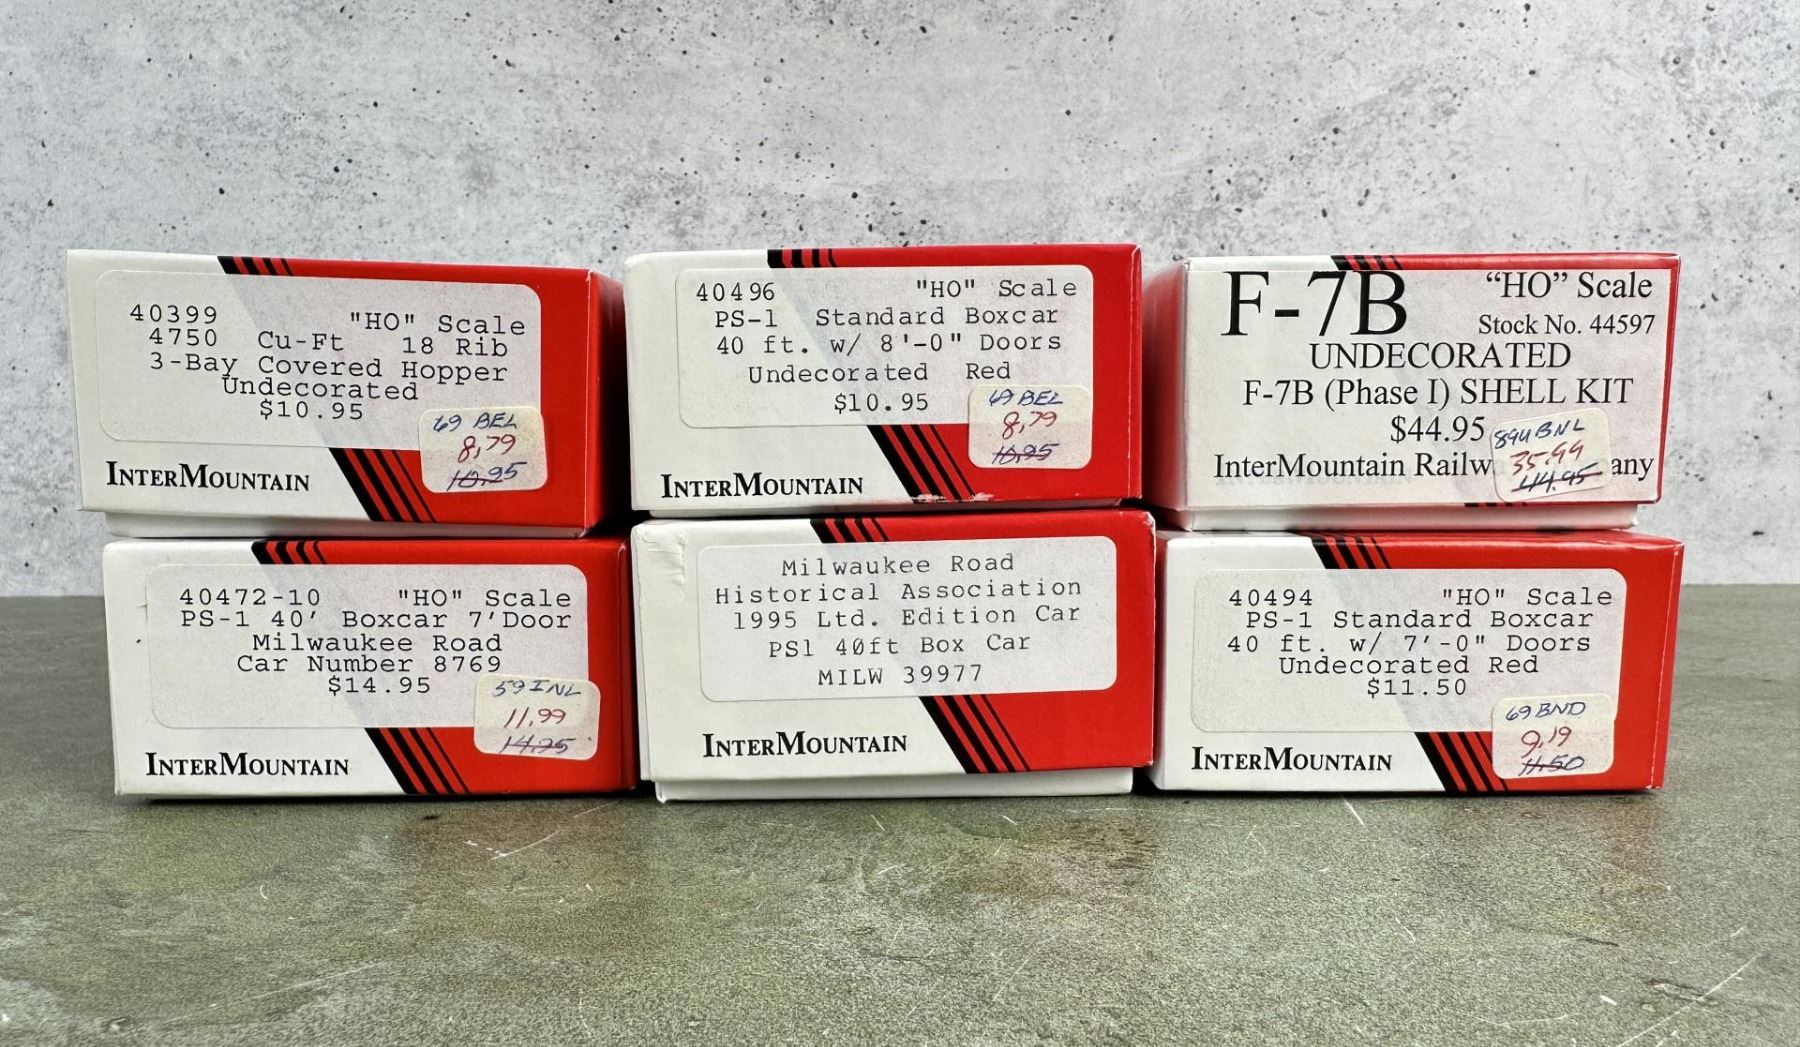 40399 "HO" Scale
4750 Cu-Ft 18 Rib
3-Bay Covered Hopper
Undecorated
$10.95
69 BEL
8,79
10.95
INTERMOUNTAIN
40496 "HO" Scale
PS-1 Standard Boxcar
40 ft. w/ 8'-0" Doors
Undecorated Red
$10.95
69 BEL
8,79
10.95
INTERMOUNTAIN
F-7B "HO" Scale
Stock No. 44597
UNDECORATED
F-7B (Phase I) SHELL KIT
$44.95
BNL
35.99
44.95
InterMountain Railw any
40472-10 "HO" Scale
PS-1 40' Boxcar 7'Door
Milwaukee Road
Car Number 8769
$14.95
59 INL
11.99
14.95
INTERMOUNTAIN
Milwaukee Road
Historical Association
1995 Ltd. Edition Car
PS1 40ft Box Car
MILW 39977
INTERMOUNTAIN
40494 "HO" Scale
PS-1 Standard Boxcar
40 ft. w/ 7'-0" Doors
Undecorated Red
$11.50
69 BND
9,19
11.50
INTERMOUNTAIN